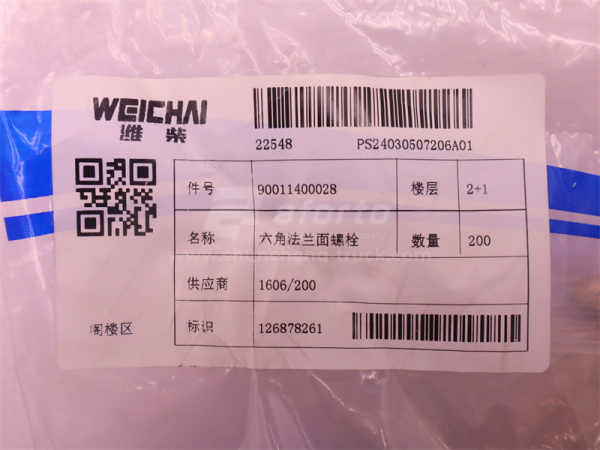 WEICHAI
潍柴
22548 PS24030507206A01
件号 90011400028 楼层 2+1
aforto
名称 六角法兰面螺栓 数量 200
供应商 1606/200
阁楼区 标识 126878261